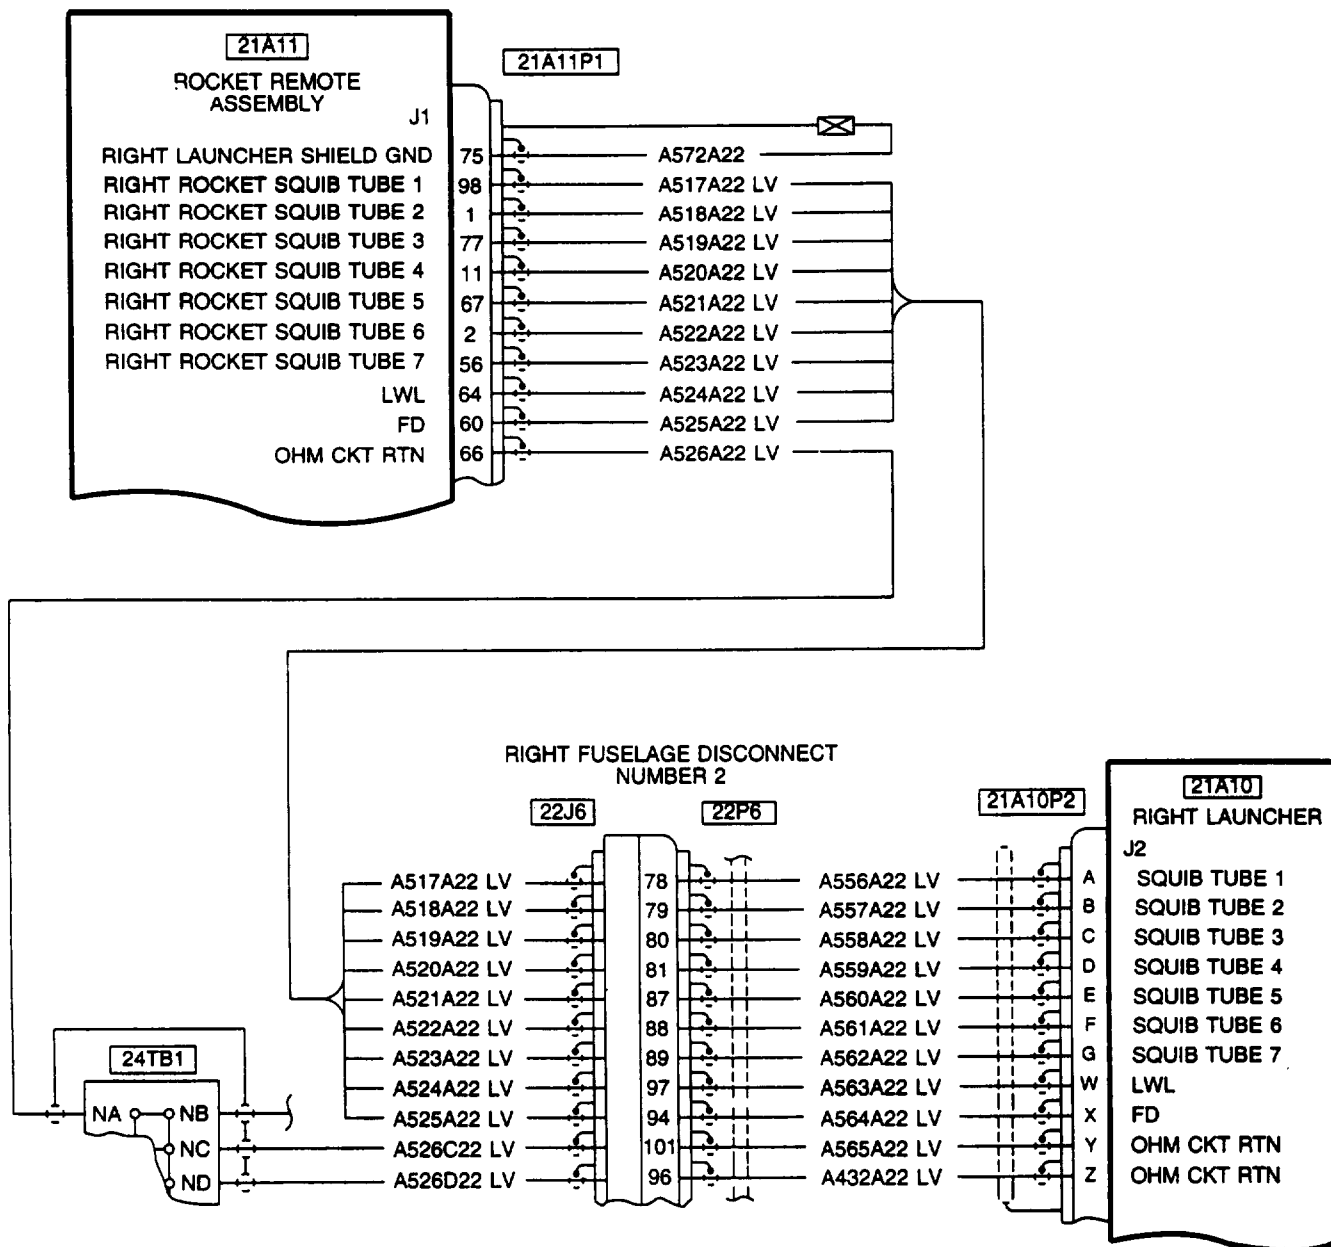 21A11
ROCKET REMOTE
ASSEMBLY
J1
21A11P1
RIGHT LAUNCHER SHIELD GND 75 A572A22
RIGHT ROCKET SQUIB TUBE 1 98 A517A22 LV
RIGHT ROCKET SQUIB TUBE 2 1 A518A22 LV
RIGHT ROCKET SQUIB TUBE 3 77 A519A22 LV
RIGHT ROCKET SQUIB TUBE 4 11 A520A22 LV
RIGHT ROCKET SQUIB TUBE 5 67 A521A22 LV
RIGHT ROCKET SQUIB TUBE 6 2 A522A22 LV
RIGHT ROCKET SQUIB TUBE 7 56 A523A22 LV
LWL 64 A524A22 LV
FD 60 A525A22 LV
OHM CKT RTN 66 A526A22 LV
RIGHT FUSELAGE DISCONNECT
NUMBER 2
22J6 22P6 21A10P2
21A10
RIGHT LAUNCHER
J2
A517A22 LV 78 A556A22 LV A SQUIB TUBE 1
A518A22 LV 79 A557A22 LV B SQUIB TUBE 2
A519A22 LV 80 A558A22 LV C SQUIB TUBE 3
A520A22 LV 81 A559A22 LV D SQUIB TUBE 4
A521A22 LV 87 A560A22 LV E SQUIB TUBE 5
A522A22 LV 88 A561A22 LV F SQUIB TUBE 6
A523A22 LV 89 A562A22 LV G SQUIB TUBE 7
A524A22 LV 97 A563A22 LV W LWL
A525A22 LV 94 A564A22 LV X FD
A526C22 LV 101 A565A22 LV Y OHM CKT RTN
A526D22 LV 96 A432A22 LV Z OHM CKT RTN
24TB1
NA NB
NC
ND